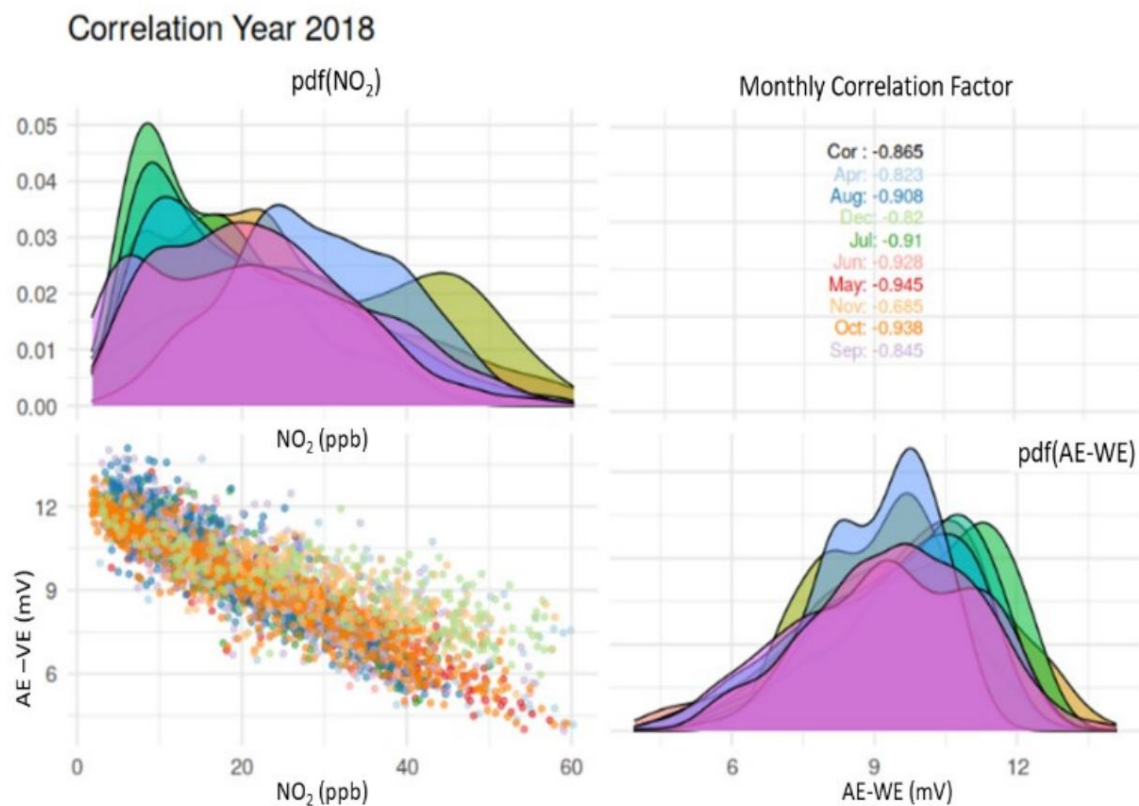 Correlation Year 2018
pdf(NO₂)
Monthly Correlation Factor
0.05
0.04
0.03
0.02
0.01
0.00
Cor : -0.865
Apr: -0.823
Aug: -0.908
Dec: -0.82
Jul: -0.91
Jun: -0.928
May: -0.945
Nov: -0.685
Oct: -0.938
Sep: -0.845
NO₂ (ppb)
pdf(AE-WE)
AE –VE (mV)
12
9
6
0 20 40 60
NO₂ (ppb)
6 9 12
AE-WE (mV)